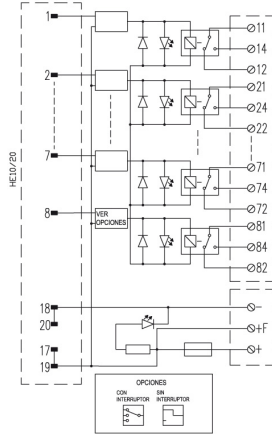 1
11
14
12
2
21
24
22
HE10/20
7
71
74
72
8
VER
OPCIONES
81
84
82
18
-
20
+F
17
+
19
OPCIONES
CON
INTERRUPTOR
SIN
INTERRUPTOR